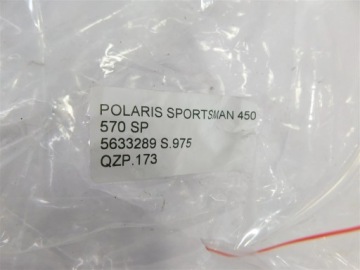 POLARIS SPORTSMAN 450
570 SP
5633289 S.975
QZP.173